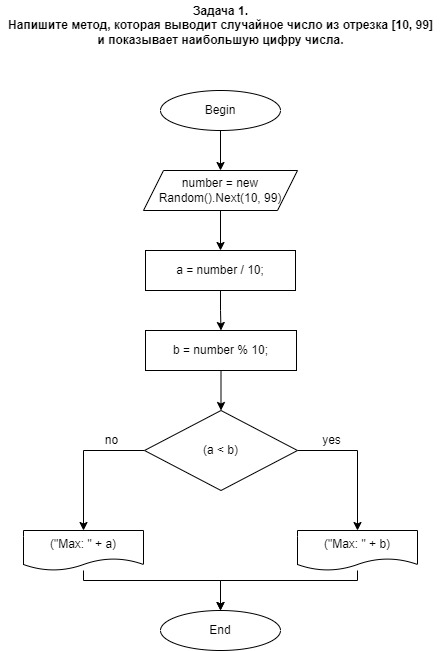 Задача 1.
Напишите метод, которая выводит случайное число из отрезка [10, 99]
и показывает наибольшую цифру числа.
Begin
number = new
Random().Next(10, 99)
a = number / 10;
b = number % 10;
(a < b)
no
yes
("Max: " + a)
("Max: " + b)
End